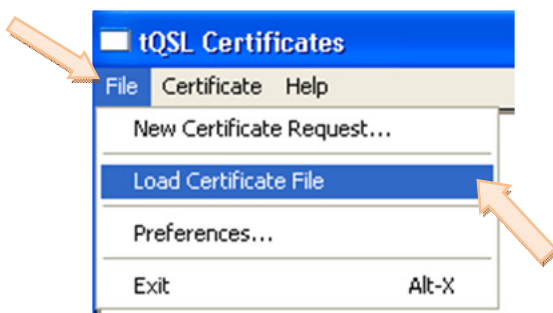 tQSL Certificates
File Certificate Help
New Certificate Request...
Load Certificate File
Preferences...
Exit Alt-X